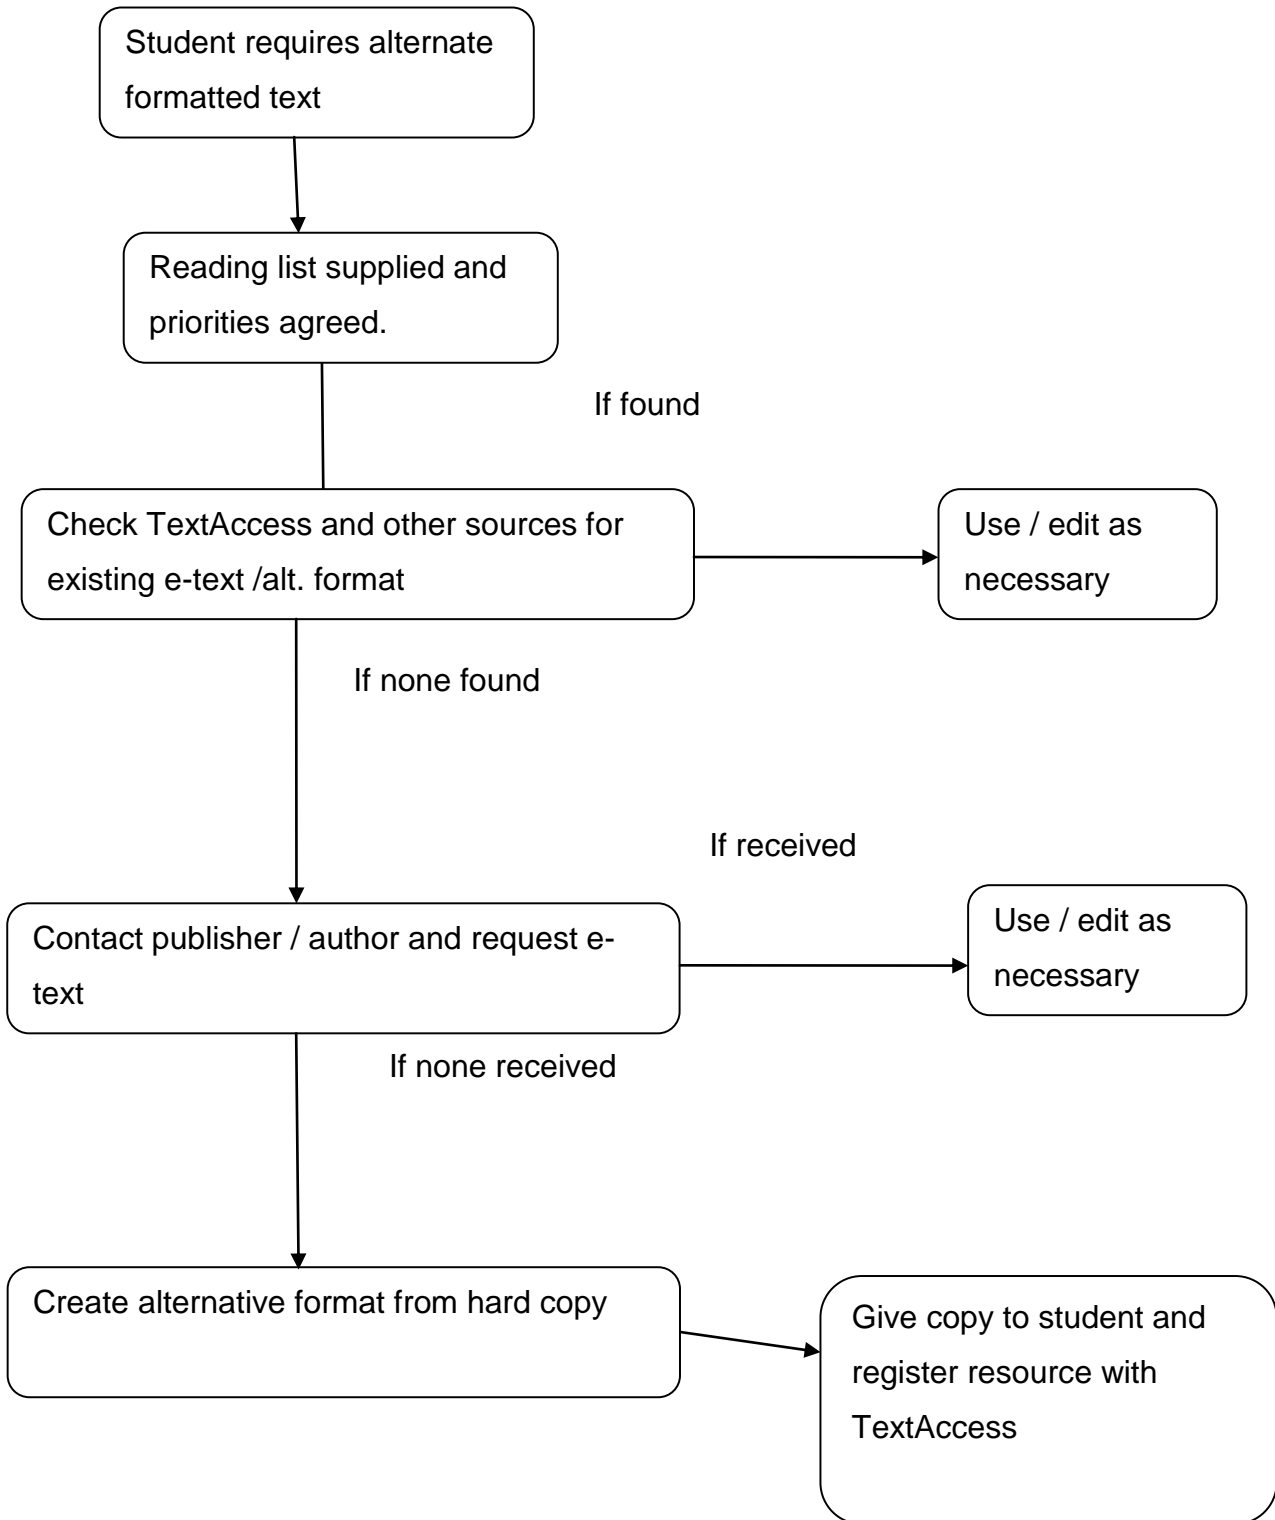 Student requires alternate
formatted text
Reading list supplied and
priorities agreed.
If found
Check TextAccess and other sources for
existing e-text /alt. format
Use / edit as
necessary
If none found
If received
Contact publisher / author and request e-
text
Use / edit as
necessary
If none received
Create alternative format from hard copy
Give copy to student and
register resource with
TextAccess